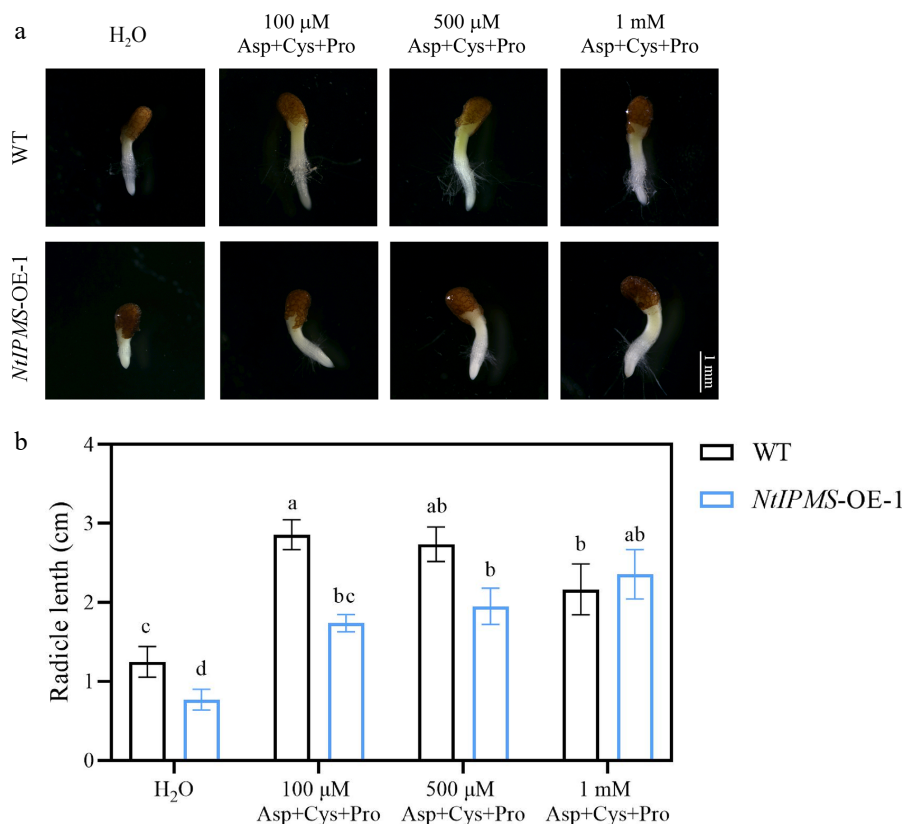 a
H₂O
100 μM
Asp+Cys+Pro
500 μM
Asp+Cys+Pro
1 mM
Asp+Cys+Pro
WT
NtIPMS-OE-1
1 mm
b
Radicle lenth (cm)
4
3
2
1
0
c
d
a
bc
ab
b
b
ab
H₂O
100 μM
Asp+Cys+Pro
500 μM
Asp+Cys+Pro
1 mM
Asp+Cys+Pro
WT
NtIPMS-OE-1